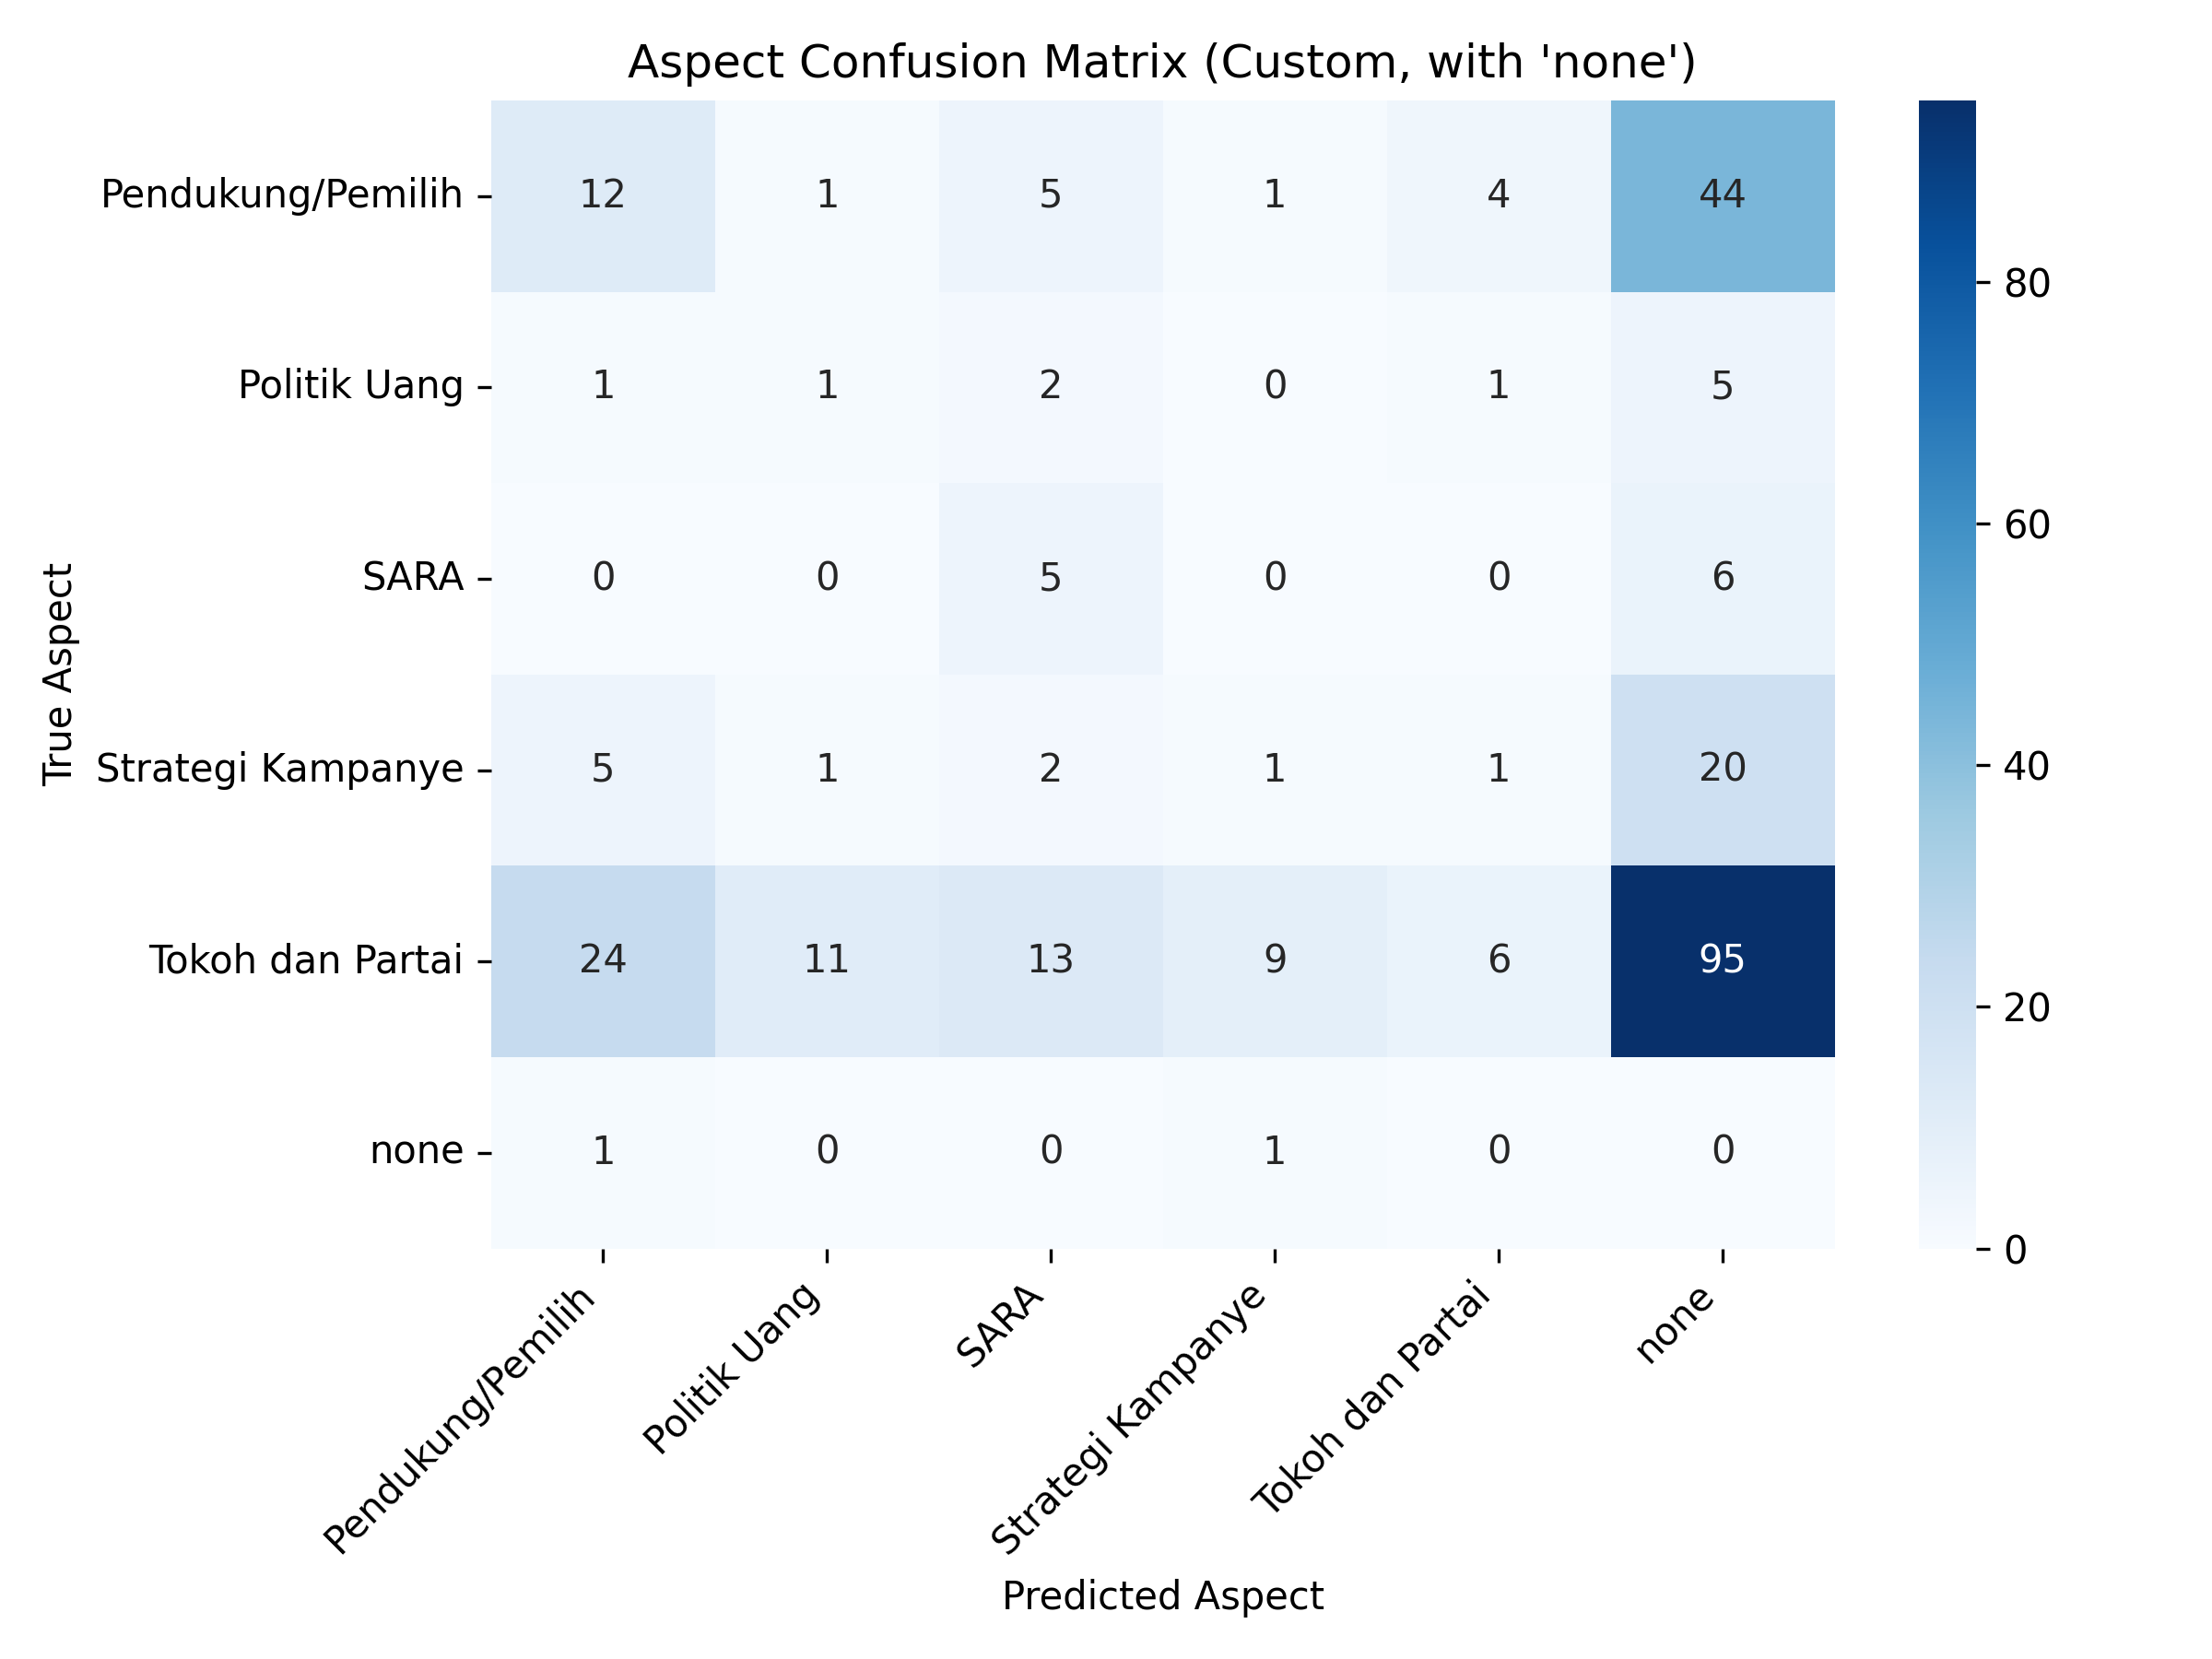 Aspect Confusion Matrix (Custom, with 'none')
True Aspect
Pendukung/Pemilih 12 1 5 1 4 44
Politik Uang 1 1 2 0 1 5
SARA 0 0 5 0 0 6
Strategi Kampanye 5 1 2 1 1 20
Tokoh dan Partai 24 11 13 9 6 95
none 1 0 0 1 0 0
80
60
40
20
0
Pendukung/Pemilih
Politik Uang
SARA
Strategi Kampanye
Tokoh dan Partai
none
Predicted Aspect